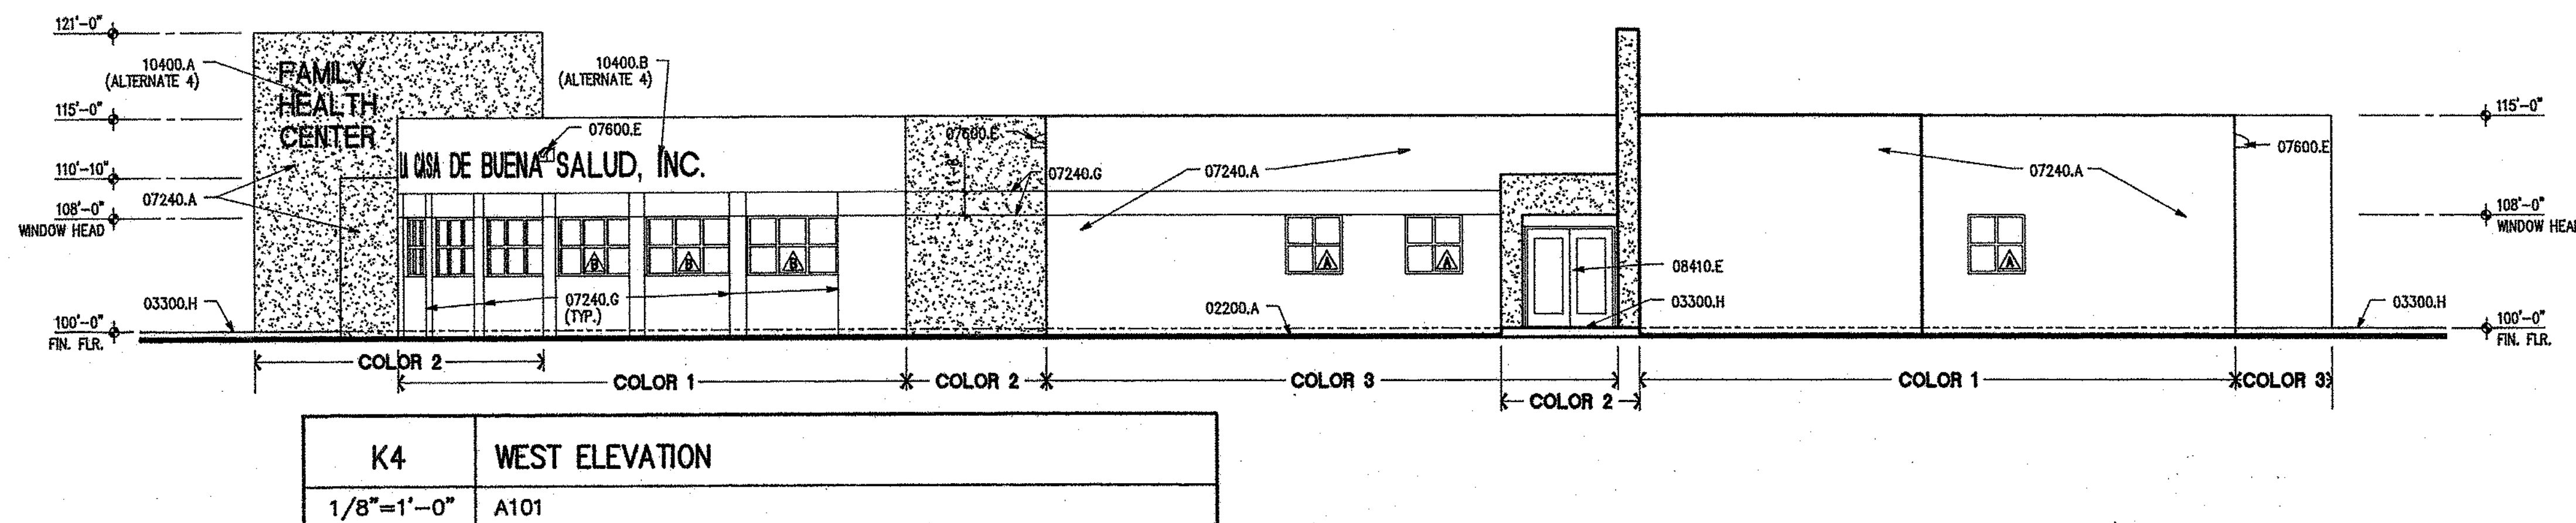 121'-0"
10400.A
(ALTERNATE 4)
FAMILY
HEALTH
CENTER
10400.B
(ALTERNATE 4)
115'-0"
115'-0"
07600.E
07600.E
07600.E
LA CASA DE BUENA SALUD, INC.
110'-10"
07240.A
07240.G
07240.A
07240.A
108'-0"
WINDOW HEAD
108'-0"
WINDOW HEA
B
B
B
A
A
A
08410.E
03300.H
07240.G
(TYP.)
02200.A
03300.H
03300.H
100'-0"
FIN. FLR.
100'-0"
FIN. FLR.
COLOR 2
COLOR 1
COLOR 2
COLOR 3
COLOR 2
COLOR 1
COLOR 3
K4
WEST ELEVATION
1/8"=1'-0"
A101